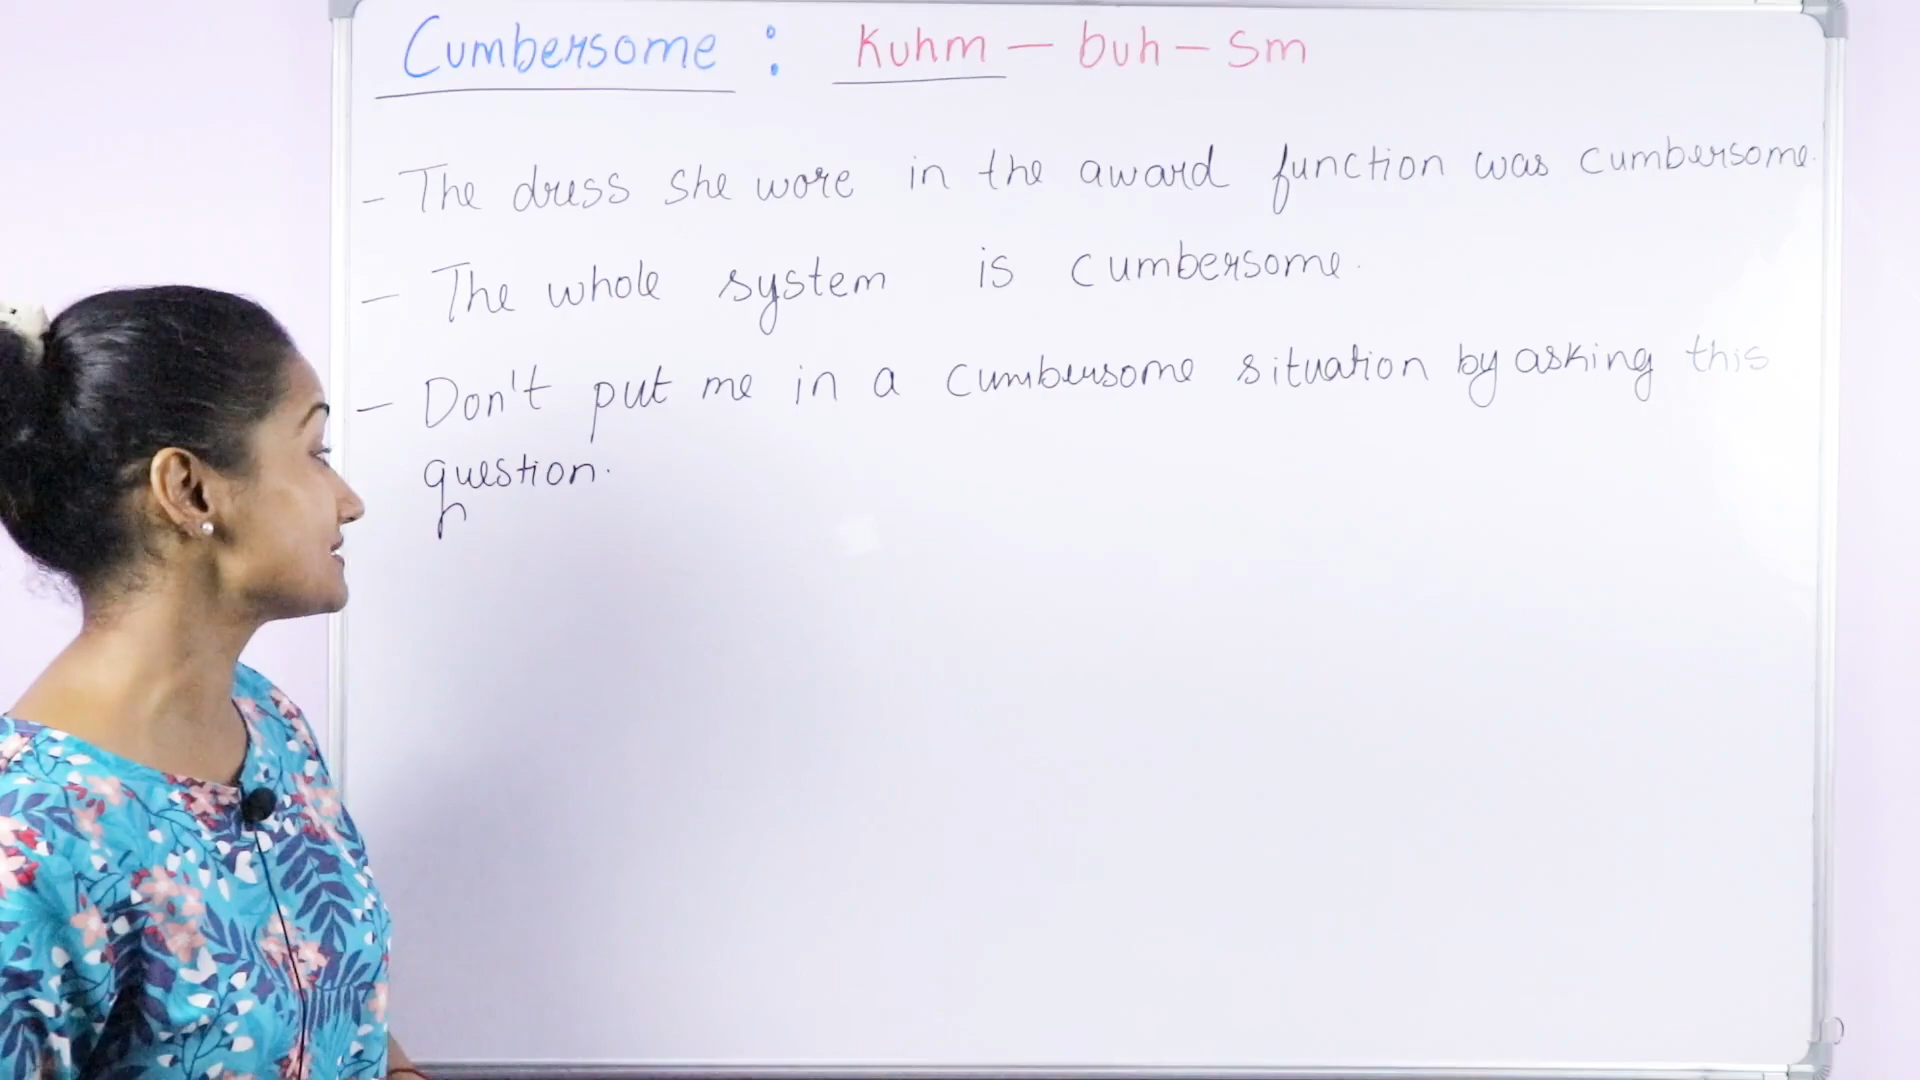 Cumbersome : Kuhm - buh - Sm
- The dress she wore in the award function was cumbersome.
- The whole system is cumbersome.
- Don't put me in a cumbersome situation by asking this
question.